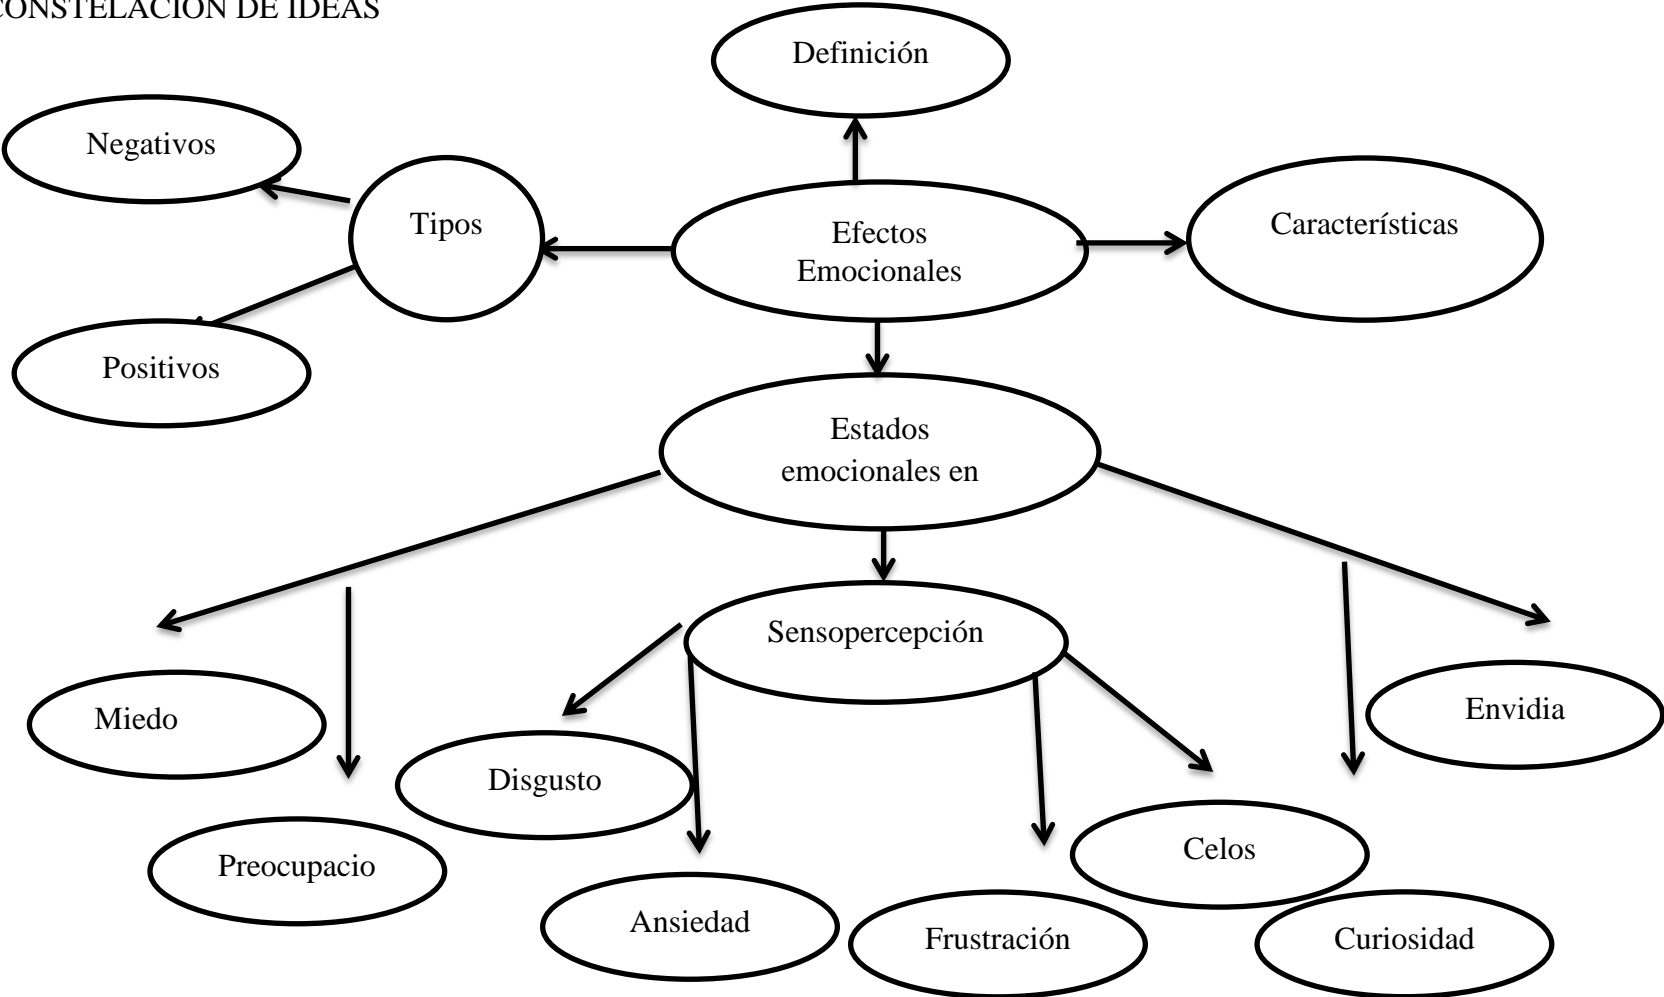 CONSTELACIÓN DE IDEAS
Definición
Negativos
Tipos
Efectos
Emocionales
Características
Positivos
Estados
emocionales en
Sensopercepción
Miedo
Envidia
Disgusto
Preocupacio
Celos
Ansiedad
Frustración
Curiosidad